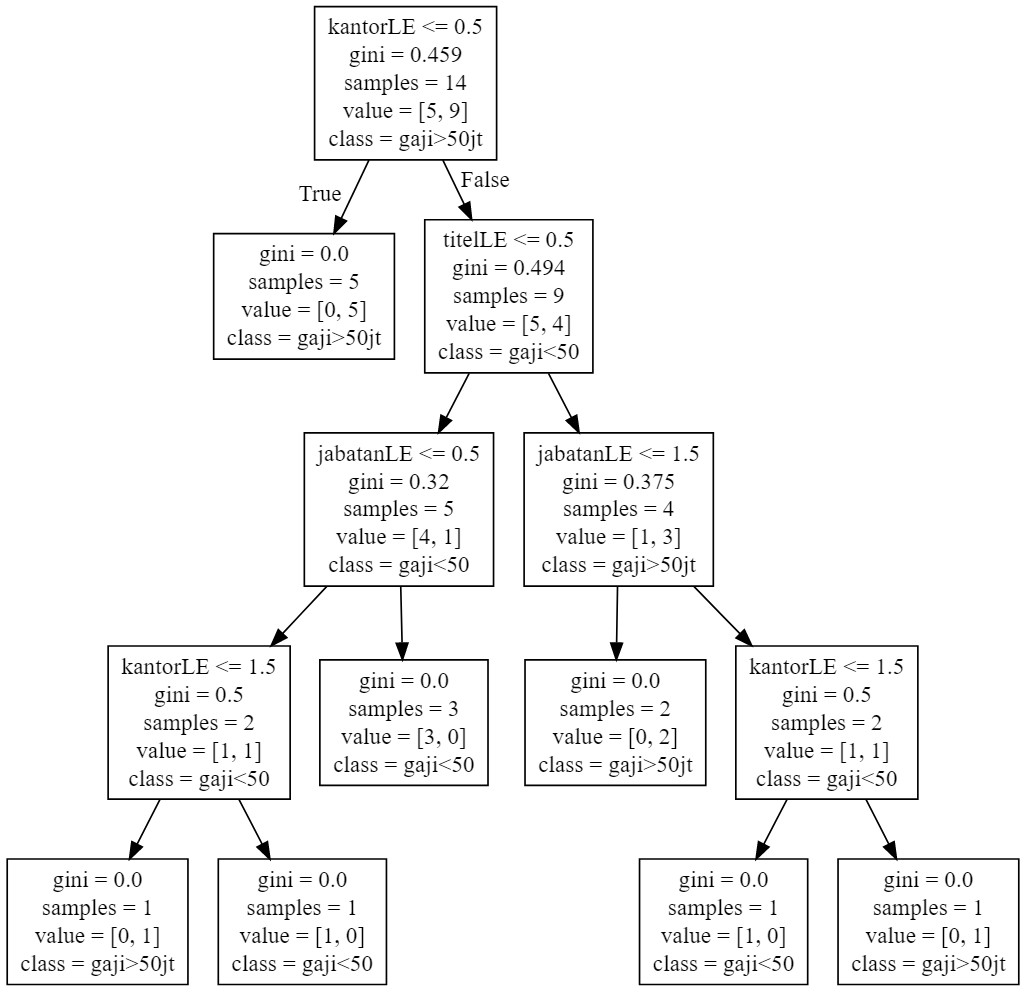 kantorLE <= 0.5
gini = 0.459
samples = 14
value = [5, 9]
class = gaji>50jt
True
False
gini = 0.0
samples = 5
value = [0, 5]
class = gaji>50jt
titelLE <= 0.5
gini = 0.494
samples = 9
value = [5, 4]
class = gaji<50
jabatanLE <= 0.5
gini = 0.32
samples = 5
value = [4, 1]
class = gaji<50
jabatanLE <= 1.5
gini = 0.375
samples = 4
value = [1, 3]
class = gaji>50jt
kantorLE <= 1.5
gini = 0.5
samples = 2
value = [1, 1]
class = gaji<50
gini = 0.0
samples = 3
value = [3, 0]
class = gaji<50
gini = 0.0
samples = 2
value = [0, 2]
class = gaji>50jt
kantorLE <= 1.5
gini = 0.5
samples = 2
value = [1, 1]
class = gaji<50
gini = 0.0
samples = 1
value = [0, 1]
class = gaji>50jt
gini = 0.0
samples = 1
value = [1, 0]
class = gaji<50
gini = 0.0
samples = 1
value = [1, 0]
class = gaji<50
gini = 0.0
samples = 1
value = [0, 1]
class = gaji>50jt